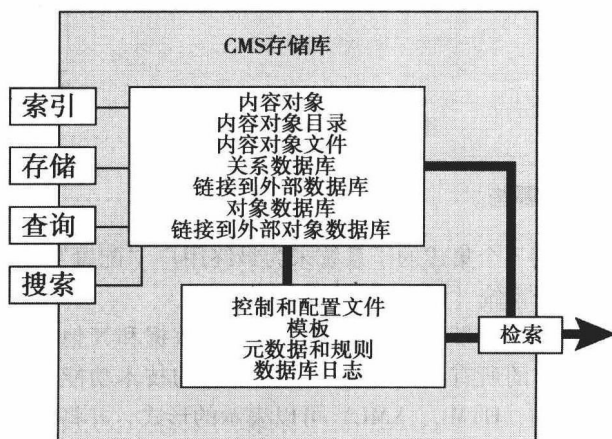 CMS存储库
索引
存储
查询
搜索
内容对象
内容对象目录
内容对象文件
关系数据库
链接到外部数据库
对象数据库
链接到外部对象数据库
控制和配置文件
模板
元数据和规则
数据库日志
检索